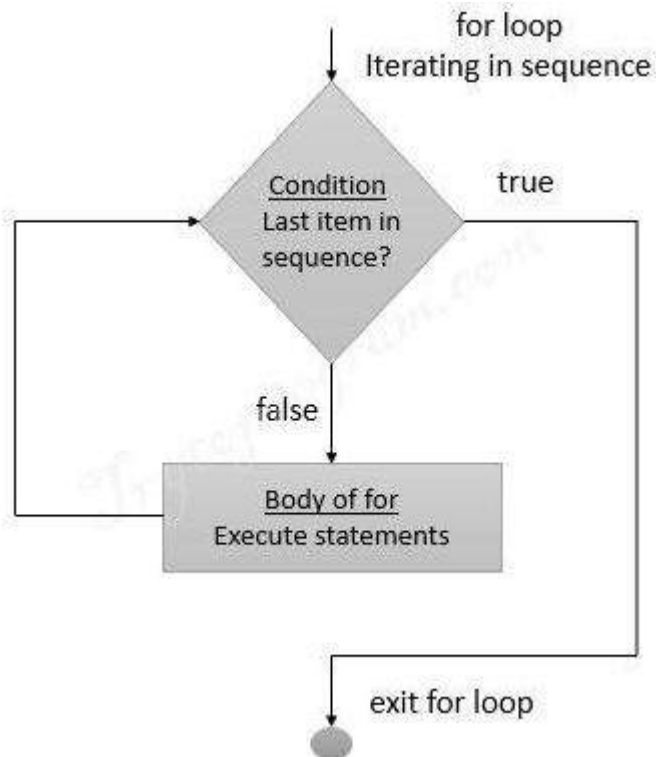 for loop
Iterating in sequence
Condition
Last item in
sequence?
true
false
Body of for
Execute statements
exit for loop